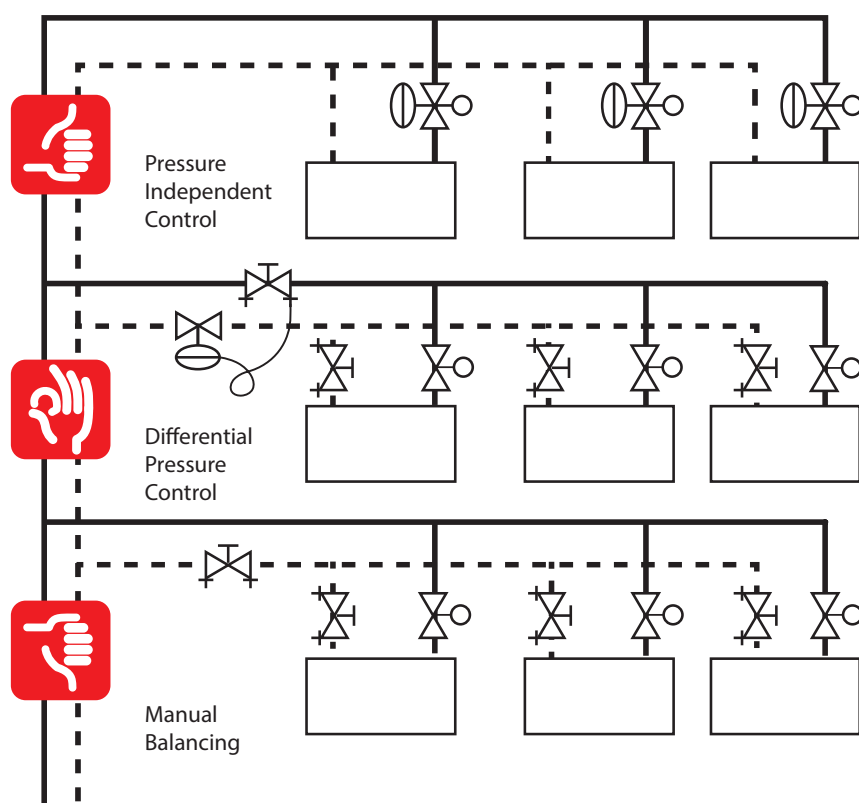 Pressure
Independent
Control
Differential
Pressure
Control
Manual
Balancing